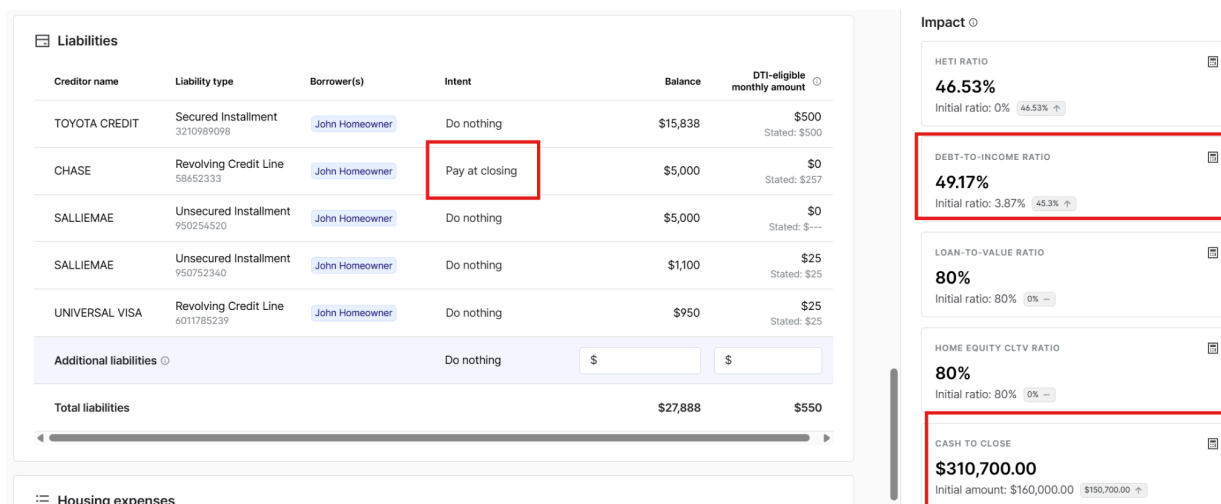 Liabilities
Creditor name Liability type Borrower(s) Intent Balance DTI-eligible monthly amount
TOYOTA CREDIT Secured Installment John Homeowner Do nothing $15,838 $500
3210989098 Stated: $500
CHASE Revolving Credit Line John Homeowner Pay at closing $5,000 $0
58652333 Stated: $257
SALLIEMAE Unsecured Installment John Homeowner Do nothing $5,000 $0
950254520 Stated: $---
SALLIEMAE Unsecured Installment John Homeowner Do nothing $1,100 $25
950752340 Stated: $25
UNIVERSAL VISA Revolving Credit Line John Homeowner Do nothing $950 $25
6011785239 Stated: $25
Additional liabilities Do nothing $ $
Total liabilities $27,888 $550
Housing expenses
Impact
HETI RATIO
46.53%
Initial ratio: 0% 46.53% ↑
DEBT-TO-INCOME RATIO
49.17%
Initial ratio: 3.87% 45.3% ↑
LOAN-TO-VALUE RATIO
80%
Initial ratio: 80% 0% –
HOME EQUITY CLTV RATIO
80%
Initial ratio: 80% 0% –
CASH TO CLOSE
$310,700.00
Initial amount: $160,000.00 $150,700.00 ↑